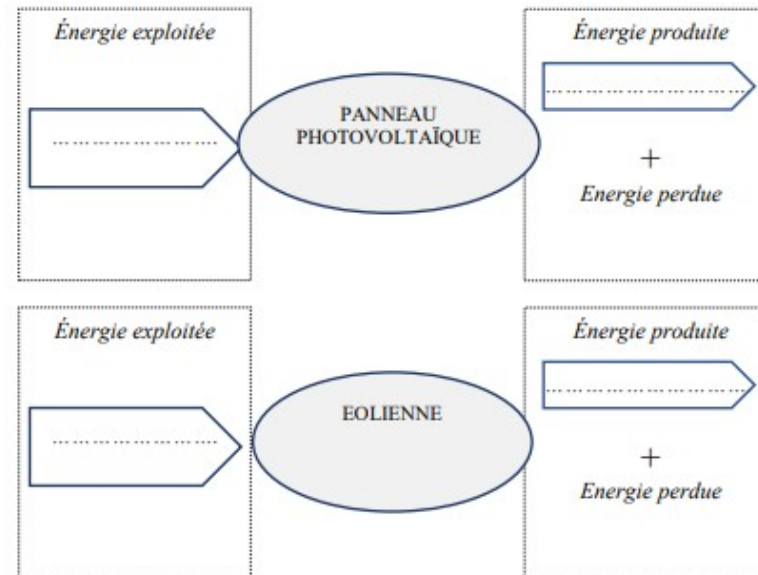 Énergie exploitée
Énergie produite
……………………
……………………
PANNEAU
PHOTOVOLTAÏQUE
+
Energie perdue
Énergie exploitée
Énergie produite
……………………
……………………
EOLIENNE
+
Energie perdue